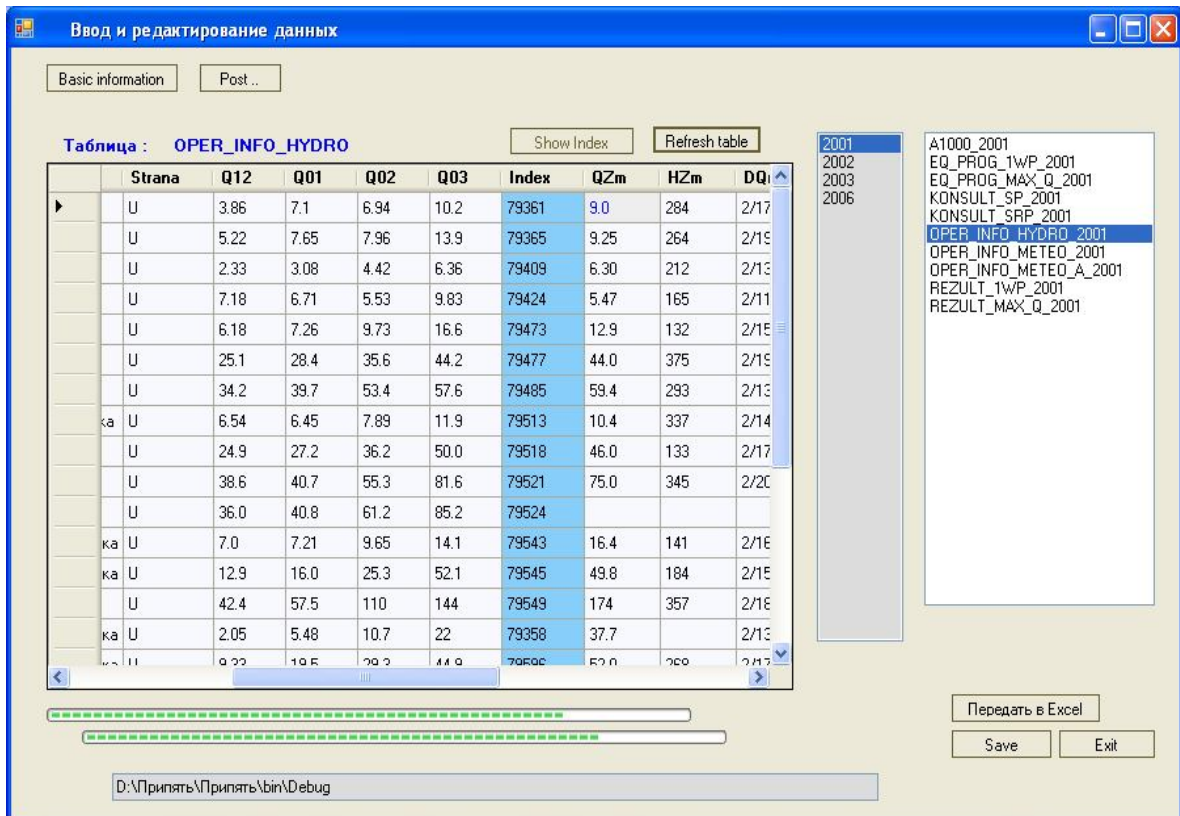 Ввод и редактирование данных
Basic information Post ..
Таблица : OPER_INFO_HYDRO Show Index Refresh table
Strana Q12 Q01 Q02 Q03 Index QZm HZm
U 3.86 7.1 6.94 10.2 79361 9.0 284 2/17
U 5.22 7.65 7.96 13.9 79365 9.25 264
U 2.33 3.08 4.42 6.36 79409 6.30 212 2/13
U 7.18 6.71 5.53 9.83 79424 5.47 165 2/11
U 6.18 7.26 9.73 16.6 79473 12.9 132 2/15
U 25.1 28.4 35.6 44.2 79477 44.0 375
U 34.2 39.7 53.4 57.6 79485 59.4 293 2/13
ка U 6.54 6.45 7.89 11.9 79513 10.4 337 2/14
U 24.9 27.2 36.2 50.0 79518 46.0 133 2/17
U 38.6 40.7 55.3 81.6 79521 75.0 345
U 36.0 40.8 61.2 85.2 79524
ка U 7.0 7.21 9.65 14.1 79543 16.4 141
ка U 12.9 16.0 25.3 52.1 79545 49.8 184 2/15
U 42.4 57.5 110 144 79549 174 357
ка U 2.05 5.48 10.7 22 79358 37.7 2/13
2001
2002
2003
2006
A1000_2001
EQ_PROG_1WP_2001
EQ_PROG_MAX_Q_2001
KONSULT_SP_2001
KONSULT_SRP_2001
OPER_INFO_HYDRO_2001
OPER_INFO_METEO_2001
OPER_INFO_METEO_A_2001
REZULT_1WP_2001
REZULT_MAX_Q_2001
Передать в Excel
Save Exit
D:\Припять\Припять\bin\Debug